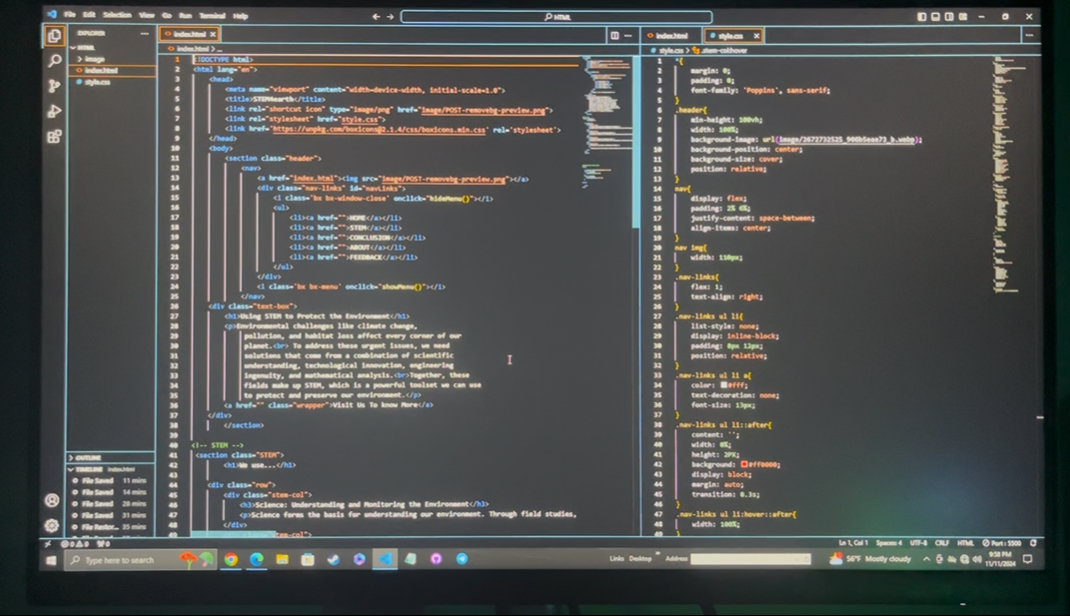 File Edit Selection View Go Run Terminal Help
HTML
EXPLORER
HTML
image
index.html
style.css
OUTLINE
TIMELINE index.html
File Saved 11 mins
File Saved 14 mins
File Saved 28 mins
File Saved 31 mins
File Restor... 35 mins
index.html
index.html > ...
1 <!DOCTYPE html>
2 <html lang="en">
3 <head>
4 <meta name="viewport" content="width=device-width, initial-scale=1.0">
5 <title>STEMearth</title>
6 <link rel="shortcut icon" type="image/png" href="image/POST-removebg-preview.png">
7 <link rel="stylesheet" href="style.css">
8 <link href='https://unpkg.com/boxicons@2.1.4/css/boxicons.min.css' rel='stylesheet'>
9 </head>
10 <body>
11 <section class="header">
12 <nav>
13 <a href="index.html"><img src="image/POST-removebg-preview.png"></a>
14 <div class="nav-links" id="navLinks">
15 <i class='bx bx-window-close' onclick="hideMenu()"></i>
16 <ul>
17 <li><a href="">HOME</a></li>
18 <li><a href="">STEM</a></li>
19 <li><a href="">CONCLUSION</a></li>
20 <li><a href="">ABOUT</a></li>
21 <li><a href="">FEEDBACK</a></li>
22 </ul>
23 </div>
24 <i class='bx bx-menu' onclick="showMenu()"></i>
25 </nav>
26 <div class="text-box">
27 <h1>Using STEM to Protect the Environment</h1>
28 <p>Environmental challenges like climate change,
29 pollution, and habitat loss affect every corner of our
30 planet.<br> To address these urgent issues, we need
31 solutions that come from a combination of scientific
32 understanding, technological innovation, engineering
33 ingenuity, and mathematical analysis.<br>Together, these
34 fields make up STEM, which is a powerful toolset we can use
35 to protect and preserve our environment.</p>
36 <a href="" class="wrapper">Visit Us To know More</a>
37 </div>
38 </section>
39
40 <!-- STEM -->
41 <section class="STEM">
42 <h1>We use...</h1>
43
44 <div class="row">
45 <div class="stem-col">
46 <h3>Science: Understanding and Monitoring the Environment</h3>
47 <p>Science forms the basis for understanding our environment. Through field studies,
48 </div>
49 stem-col">
index.html
style.css
style.css > .stem-col:hover
1 *{
2 margin: 0;
3 padding: 0;
4 font-family: 'Poppins', sans-serif;
5 }
6 .header{
7 min-height: 100vh;
8 width: 100%;
9 background-image: url(image/2072732525_900b5eae73_b.webp);
10 background-position: center;
11 background-size: cover;
12 position: relative;
13 }
14 nav{
15 display: flex;
16 padding: 2% 6%;
17 justify-content: space-between;
18 align-items: center;
19 }
20 nav img{
21 width: 110px;
22 }
23 .nav-links{
24 flex: 1;
25 text-align: right;
26 }
27 .nav-links ul li{
28 list-style: none;
29 display: inline-block;
30 padding: 8px 12px;
31 position: relative;
32 }
33 .nav-links ul li a{
34 color: #fff;
35 text-decoration: none;
36 font-size: 13px;
37 }
38 .nav-links ul li::after{
39 content: '';
40 width: 0%;
41 height: 2PX;
42 background: #ff0000;
43 display: block;
44 margin: auto;
45 transition: 0.3s;
46 }
47 .nav-links ul li:hover::after{
48 width: 100%;
Ln 1, Col 1 Spaces: 4 UTF-8 CRLF HTML Port : 5500
Type here to search
Links Desktop Address
56°F Mostly cloudy
9:58 PM
11/11/2024